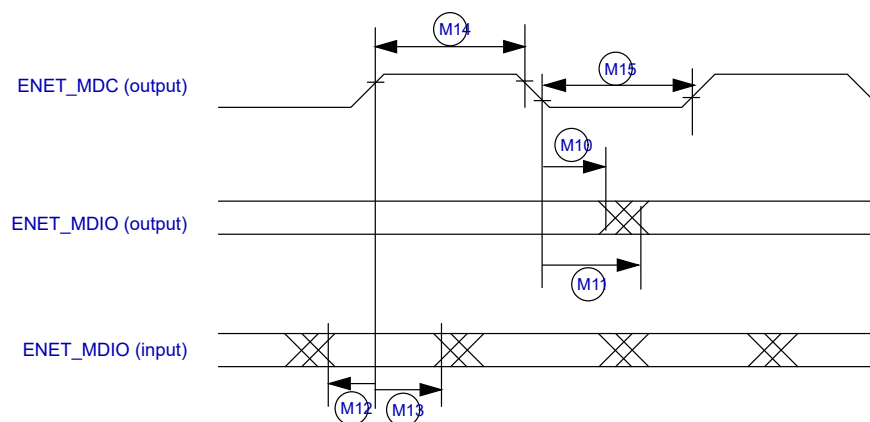 M14
M15
ENET_MDC (output)
M10
ENET_MDIO (output)
M11
ENET_MDIO (input)
M12
M13